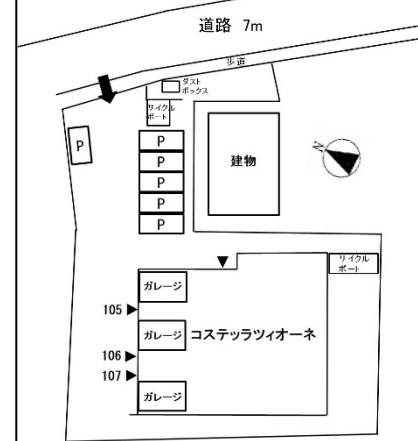 道路 7m
歩道
ダスト
ボックス
サイクル
ポート
P
P
P
P
P
P
建物
N
サイクル
ポート
ガレージ
105
ガレージ
コステッラツィオーネ
106
107
ガレージ